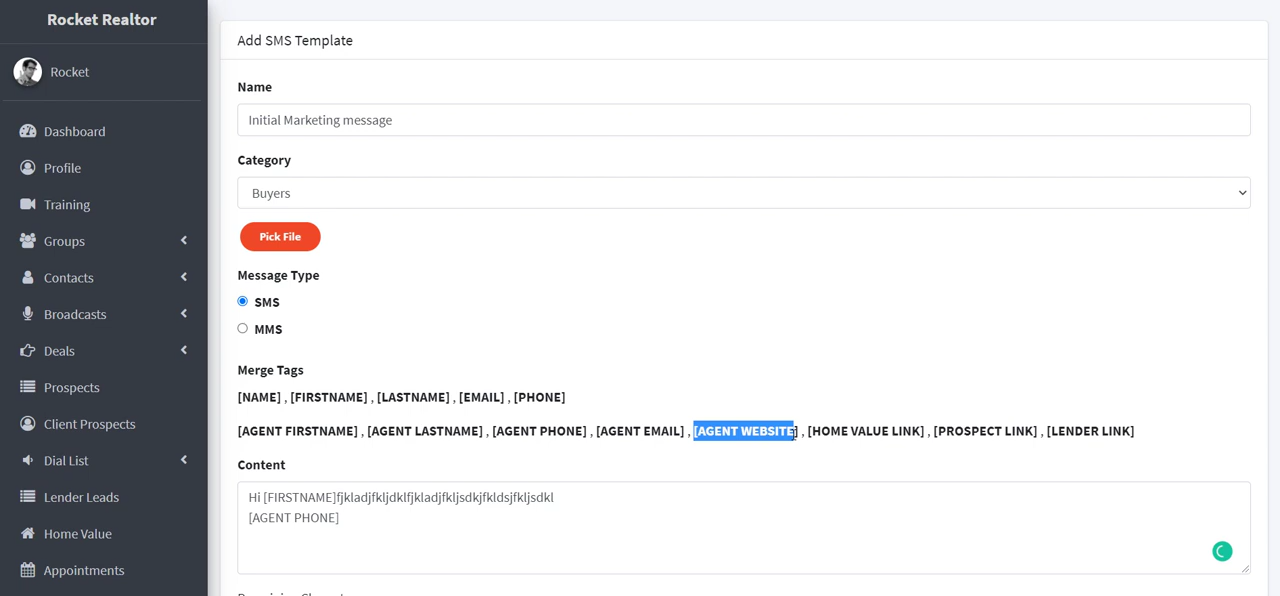 Rocket Realtor
Rocket
Dashboard
Profile
Training
Groups
Contacts
Broadcasts
Deals
Prospects
Client Prospects
Dial List
Lender Leads
Home Value
Appointments
Add SMS Template
Name
Initial Marketing message
Category
Buyers
Pick File
Message Type
SMS
MMS
Merge Tags
[NAME] , [FIRSTNAME] , [LASTNAME] , [EMAIL] , [PHONE]
[AGENT FIRSTNAME] , [AGENT LASTNAME] , [AGENT PHONE] , [AGENT EMAIL] , [AGENT WEBSITE] , [HOME VALUE LINK] , [PROSPECT LINK] , [LENDER LINK]
Content
Hi [FIRSTNAME]fjkladjfkljdklfjkladjfkljsdkjfkldsjfkljsdkl
[AGENT PHONE]